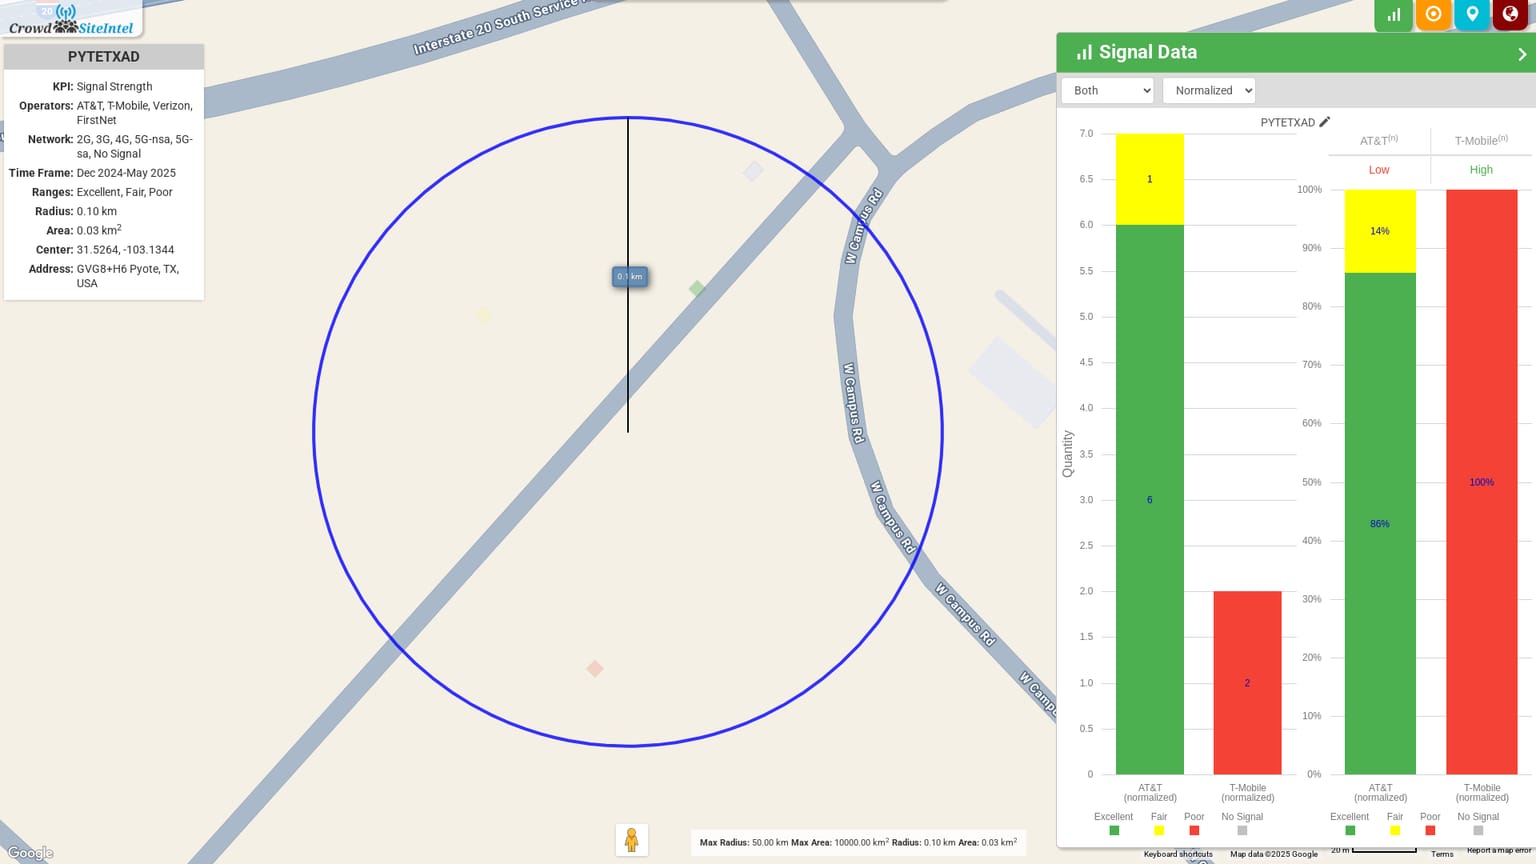 20
Interstate 20 South Service
Crowd SiteIntel
PYTETXAD
KPI: Signal Strength
Operators: AT&T, T-Mobile, Verizon,
FirstNet
Network: 2G, 3G, 4G, 5G-nsa, 5G-
sa, No Signal
Time Frame: Dec 2024-May 2025
Ranges: Excellent, Fair, Poor
Radius: 0.10 km
Area: 0.03 km²
Center: 31.5264, -103.1344
Address: GVG8+H6 Pyote, TX,
USA
0.1 km
W Campus Rd
W Campus Rd
W Campus Rd
W Campus Rd
W Campu
Google
Max Radius: 50.00 km Max Area: 10000.00 km² Radius: 0.10 km Area: 0.03 km²
Signal Data
Both
Normalized
PYTETXAD
7.0
6.5
6.0
5.5
5.0
4.5
4.0
3.5
3.0
2.5
2.0
1.5
1.0
0.5
0
Quantity
1
6
2
AT&T
(normalized)
T-Mobile
(normalized)
Excellent Fair Poor No Signal
AT&T(n) T-Mobile(n)
Low High
100%
90%
80%
70%
60%
50%
40%
30%
20%
10%
0%
14%
86%
100%
AT&T
(normalized)
T-Mobile
(normalized)
Excellent Fair Poor No Signal
Keyboard shortcuts Map data ©2025 Google 20 m Terms Report a map error